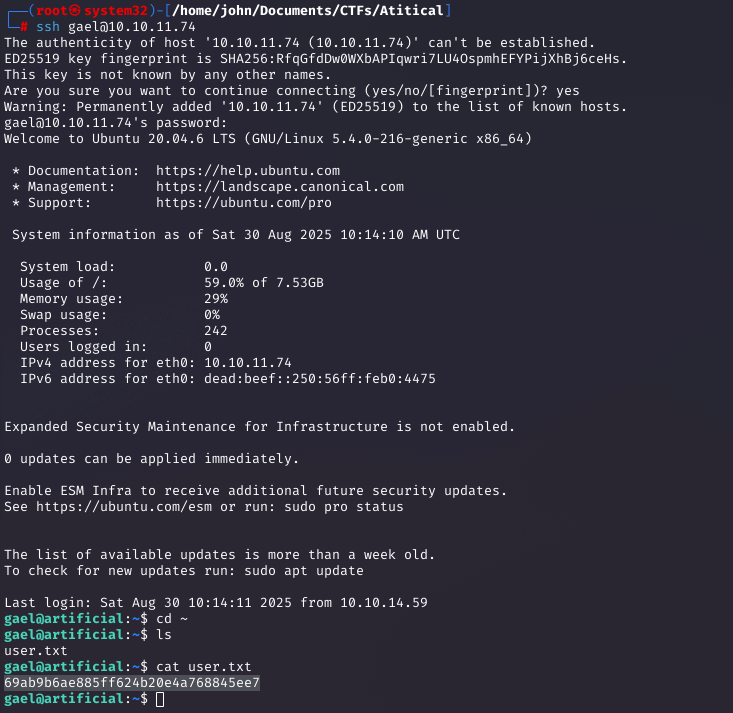 (root㉿system32)-[/home/john/Documents/CTFs/Atitical]
# ssh gael@10.10.11.74
The authenticity of host '10.10.11.74 (10.10.11.74)' can't be established.
ED25519 key fingerprint is SHA256:RfqGfdDw0WXbAPIqwri7LU4OspmhEFYPijXhBj6ceHs.
This key is not known by any other names.
Are you sure you want to continue connecting (yes/no/[fingerprint])? yes
Warning: Permanently added '10.10.11.74' (ED25519) to the list of known hosts.
gael@10.10.11.74's password:
Welcome to Ubuntu 20.04.6 LTS (GNU/Linux 5.4.0-216-generic x86_64)
* Documentation:  https://help.ubuntu.com
* Management:     https://landscape.canonical.com
* Support:        https://ubuntu.com/pro
System information as of Sat 30 Aug 2025 10:14:10 AM UTC
System load:           0.0
Usage of /:            59.0% of 7.53GB
Memory usage:          29%
Swap usage:            0%
Processes:             242
Users logged in:       0
IPv4 address for eth0: 10.10.11.74
IPv6 address for eth0: dead:beef::250:56ff:feb0:4475
Expanded Security Maintenance for Infrastructure is not enabled.
0 updates can be applied immediately.
Enable ESM Infra to receive additional future security updates.
See https://ubuntu.com/esm or run: sudo pro status
The list of available updates is more than a week old.
To check for new updates run: sudo apt update
Last login: Sat Aug 30 10:14:11 2025 from 10.10.14.59
gael@artificial:~$ cd ~
gael@artificial:~$ ls
user.txt
gael@artificial:~$ cat user.txt
69ab9b6ae885ff624b20e4a768845ee7
gael@artificial:~$